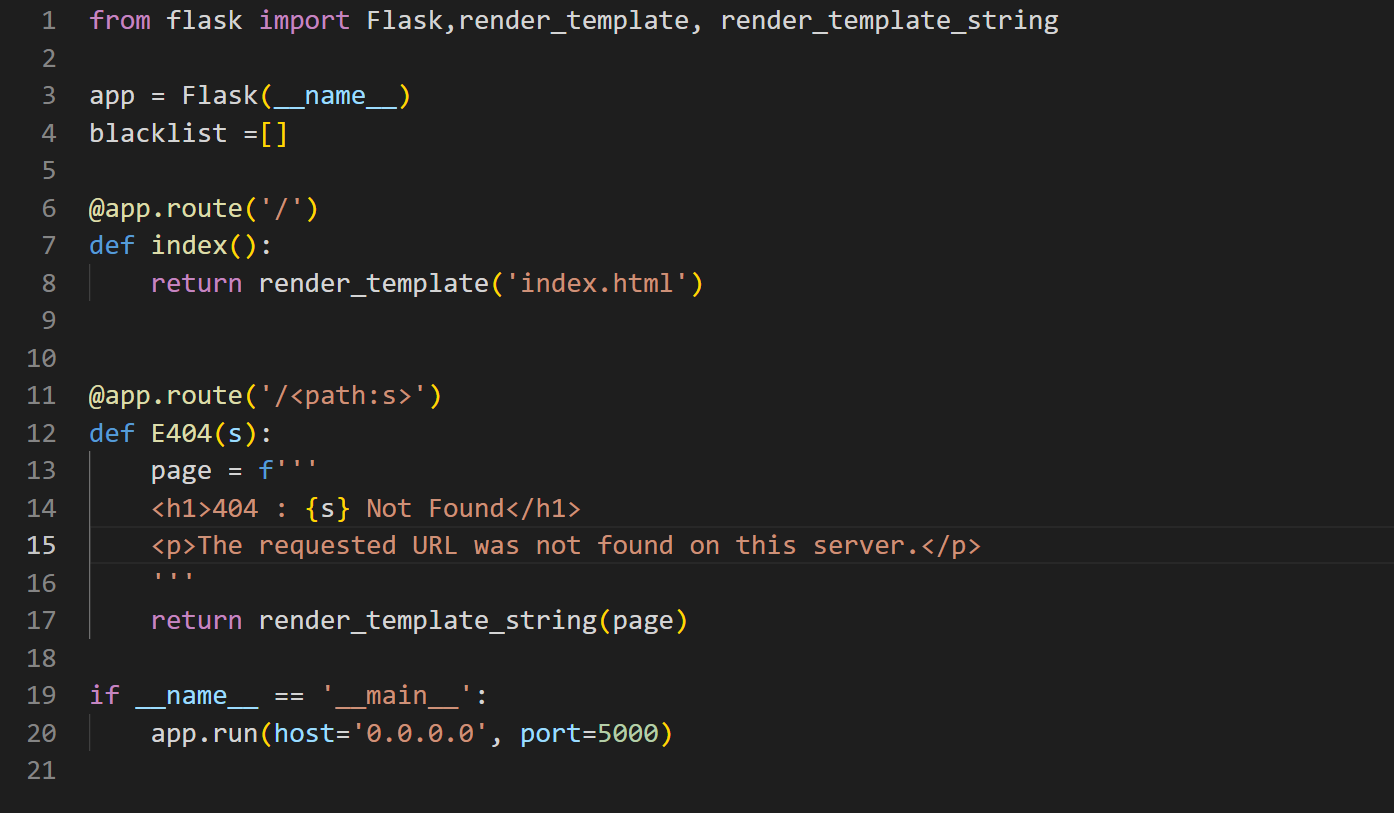 1 from flask import Flask,render_template, render_template_string
2
3 app = Flask(__name__)
4 blacklist =[]
5
6 @app.route('/')
7 def index():
8     return render_template('index.html')
9
10
11 @app.route('/<path:s>')
12 def E404(s):
13     page = f'''
14     <h1>404 : {s} Not Found</h1>
15     <p>The requested URL was not found on this server.</p>
16     '''
17     return render_template_string(page)
18
19 if __name__ == '__main__':
20     app.run(host='0.0.0.0', port=5000)
21